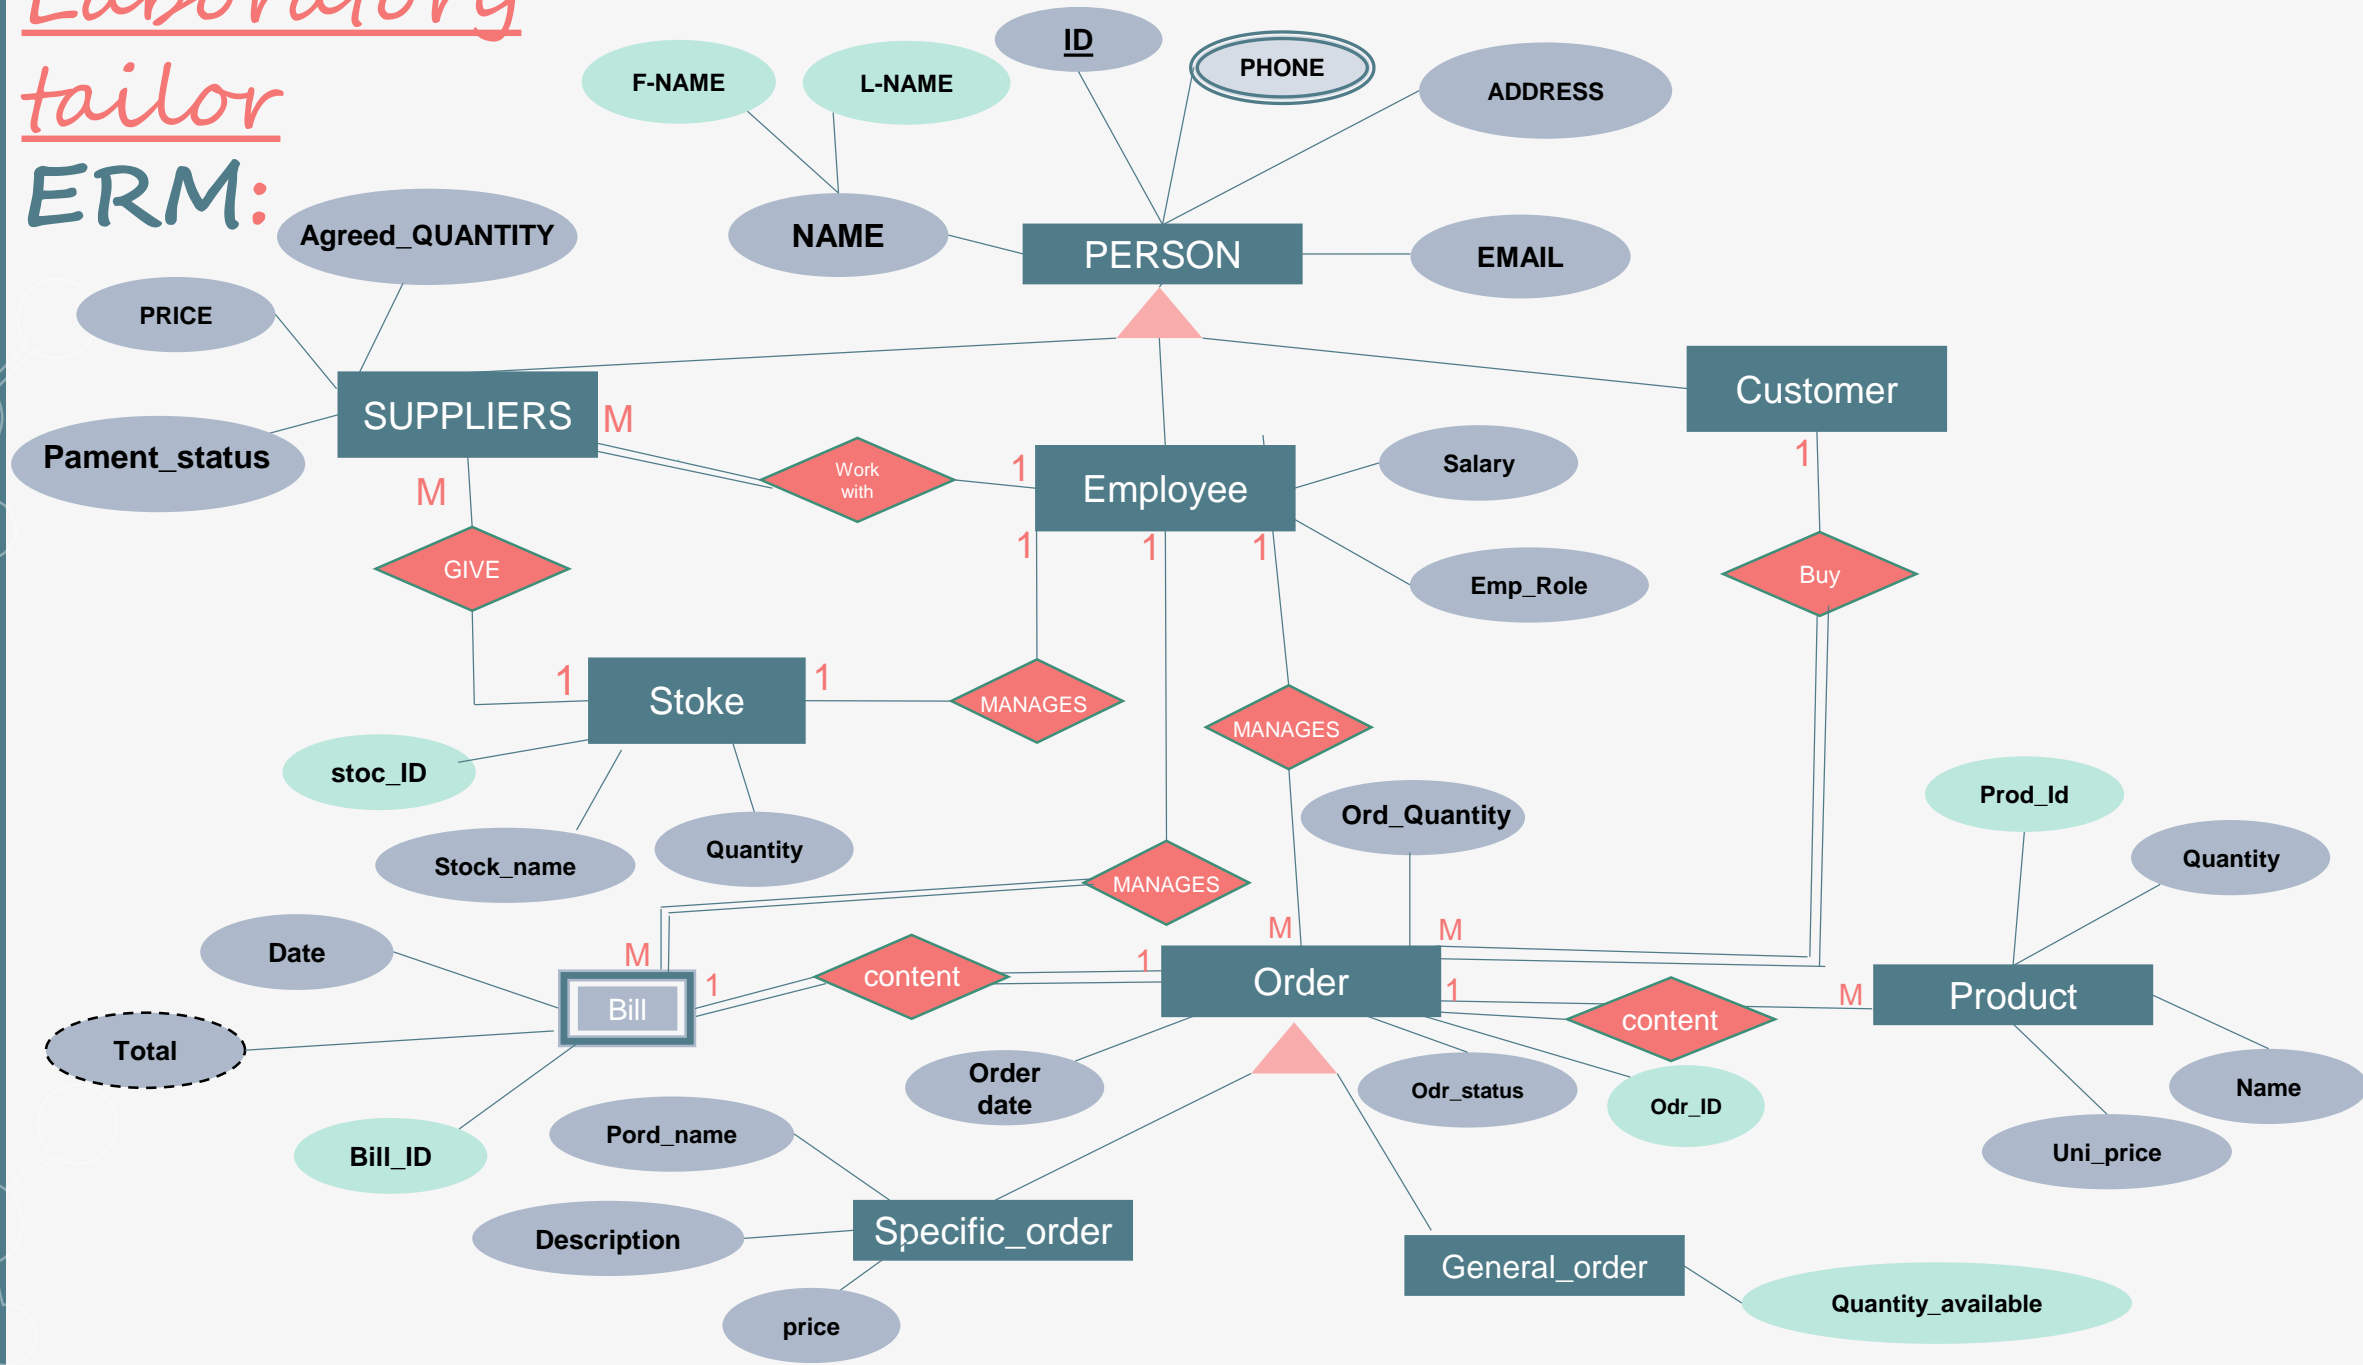 Laboratory
tailor
ERM:
ID
PHONE
F-NAME
L-NAME
ADDRESS
NAME
PERSON
EMAIL
Agreed_QUANTITY
PRICE
SUPPLIERS
Pament_status
Customer
M
Work
with
1
Employee
Salary
1
M
GIVE
1
1
1
Emp_Role
Buy
1
Stoke
1
MANAGES
MANAGES
stoc_ID
Stock_name
Quantity
Ord_Quantity
Prod_Id
Quantity
MANAGES
Date
M
1
content
1
M
Order
M
1
content
M
Product
Bill
Total
Bill_ID
Order
date
Odr_status
Odr_ID
Name
Uni_price
Pord_name
Description
Specific_order
price
General_order
Quantity_available